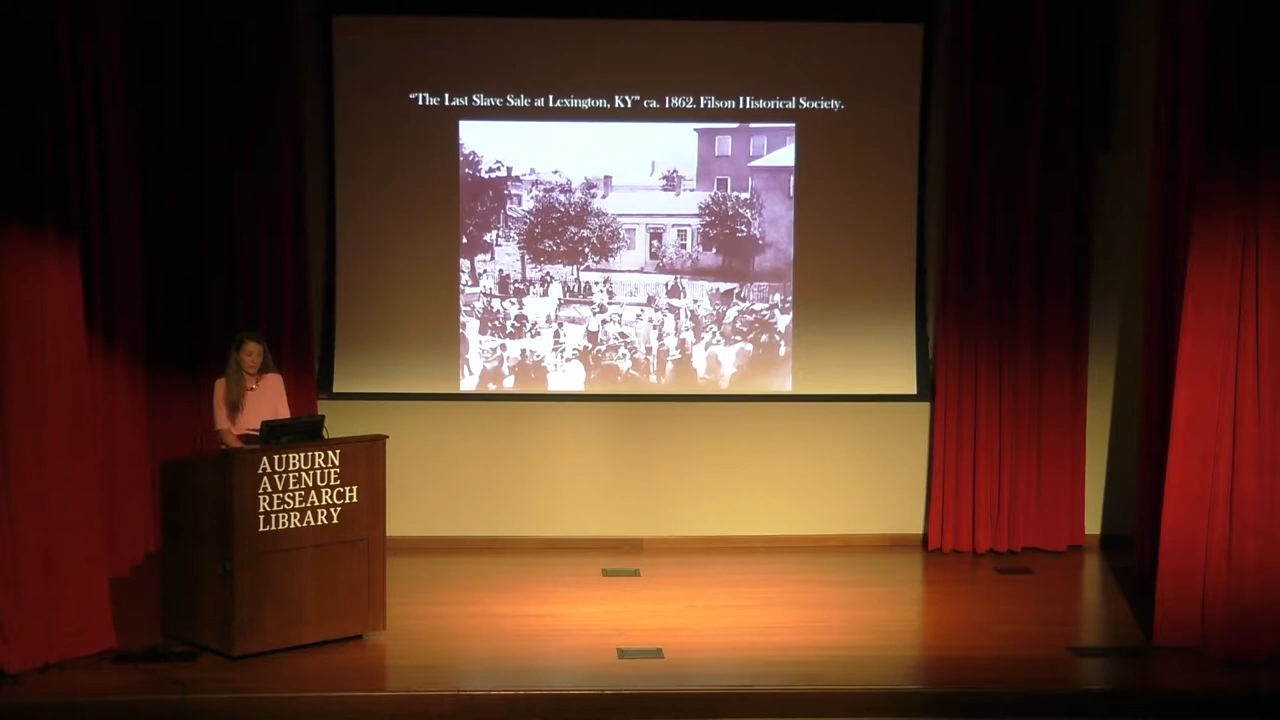 "The Last Slave Sale at Lexington, KY" ca. 1862. Filson Historical Society.
AUBURN
AVENUE
RESEARCH
LIBRARY